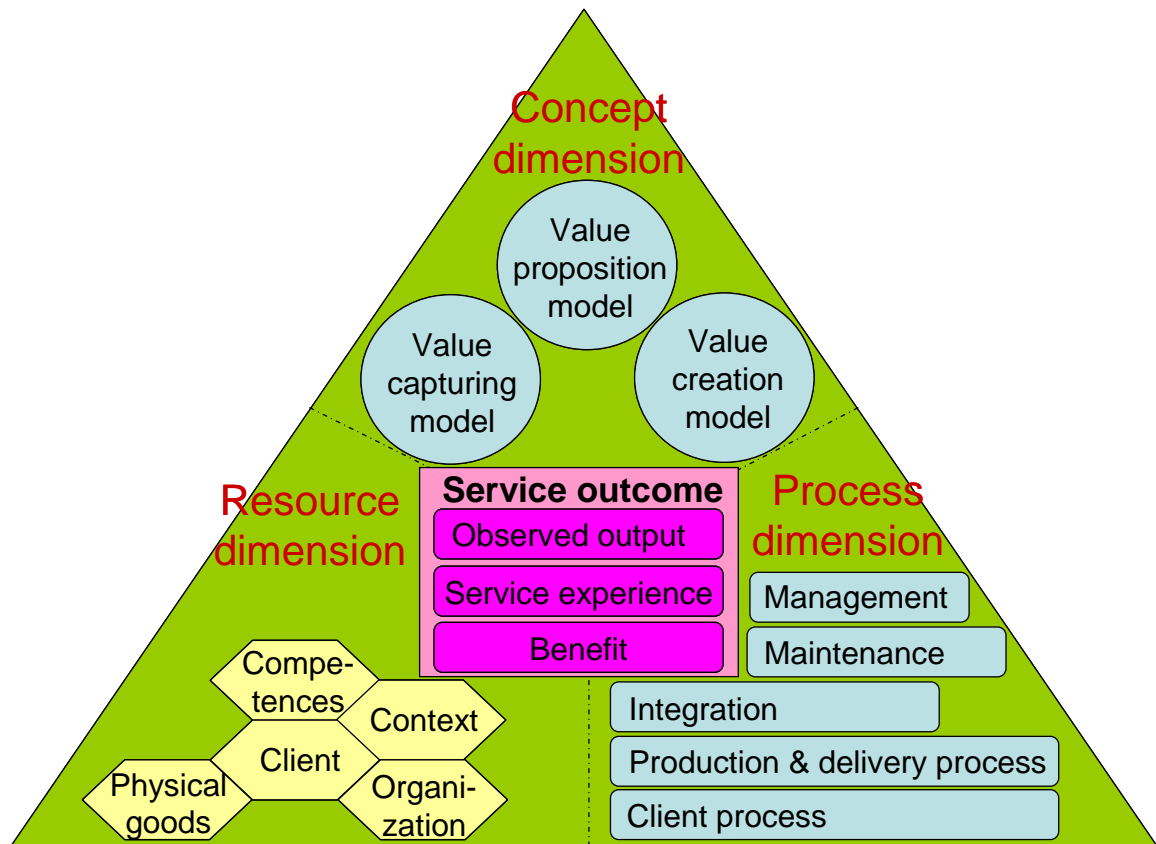 Concept
dimension
Value
proposition
model
Value
capturing
model
Value
creation
model
Resource
dimension
Service outcome
Observed output
Service experience
Benefit
Process
dimension
Management
Maintenance
Integration
Production & delivery process
Client process
Compe-
tences
Context
Client
Physical
goods
Organi-
zation